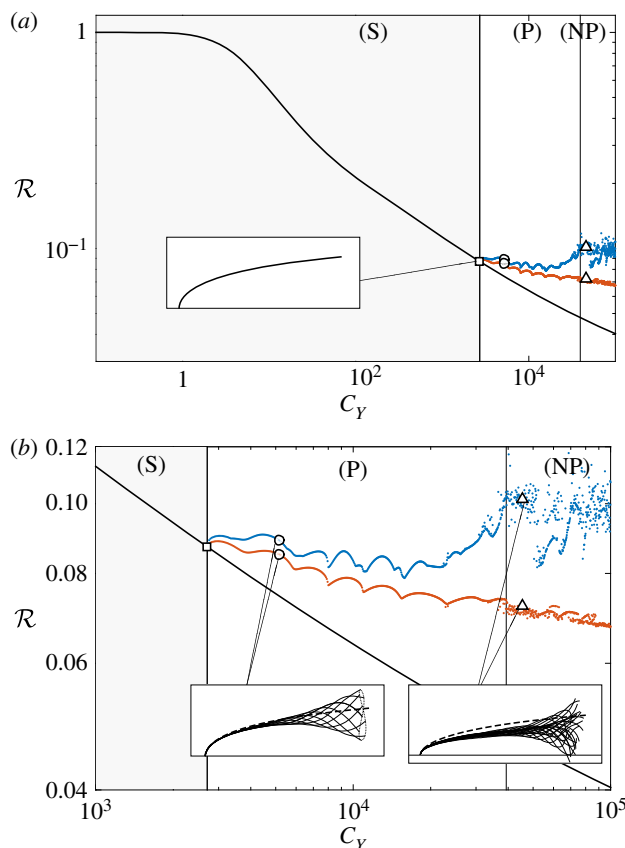 (a)
(S) (P) (NP)
1
10⁻¹
ℛ
1 10² 10⁴
C_Y
(b)
0.12
0.10
0.08
0.06
0.04
(S) (P) (NP)
ℛ
10³ 10⁴ 10⁵
C_Y